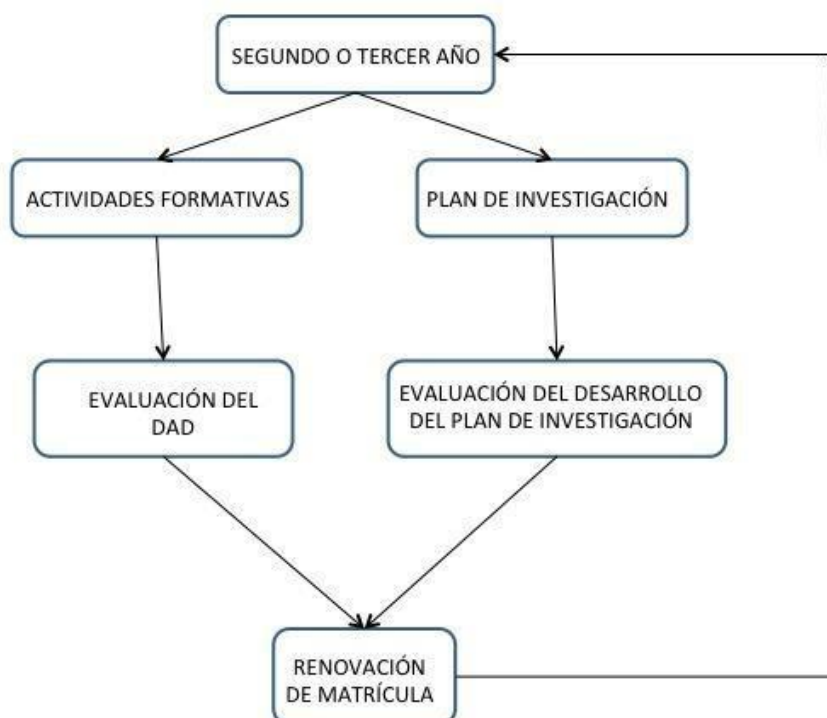 SEGUNDO O TERCER AÑO
ACTIVIDADES FORMATIVAS
PLAN DE INVESTIGACIÓN
EVALUACIÓN DEL
DAD
EVALUACIÓN DEL DESARROLLO
DEL PLAN DE INVESTIGACIÓN
RENOVACIÓN
DE MATRÍCULA